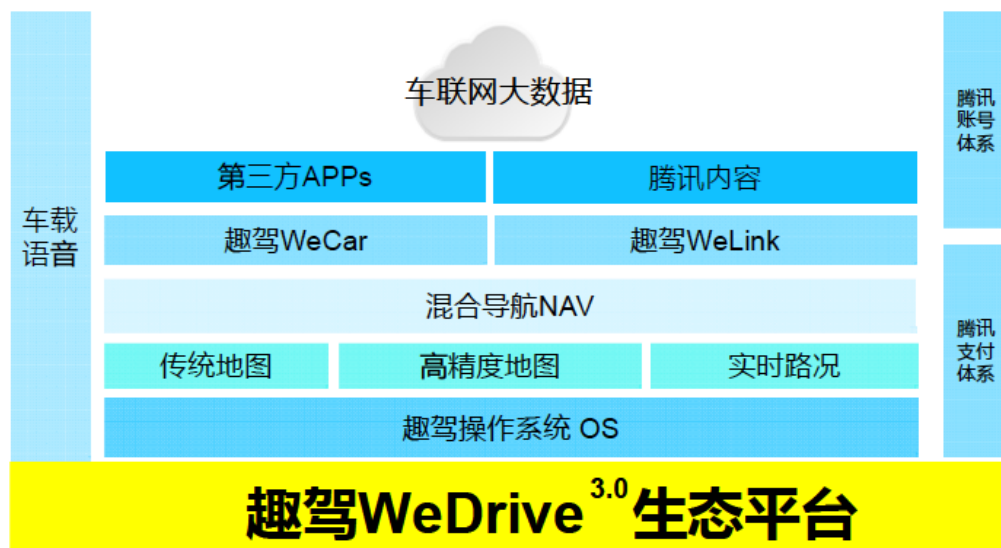 车联网大数据
第三方APPs
腾讯内容
趣驾WeCar
趣驾WeLink
混合导航NAV
传统地图
高精度地图
实时路况
趣驾操作系统 OS
车载
语音
腾讯
账号
体系
腾讯
支付
体系
趣驾WeDrive 3.0 生态平台